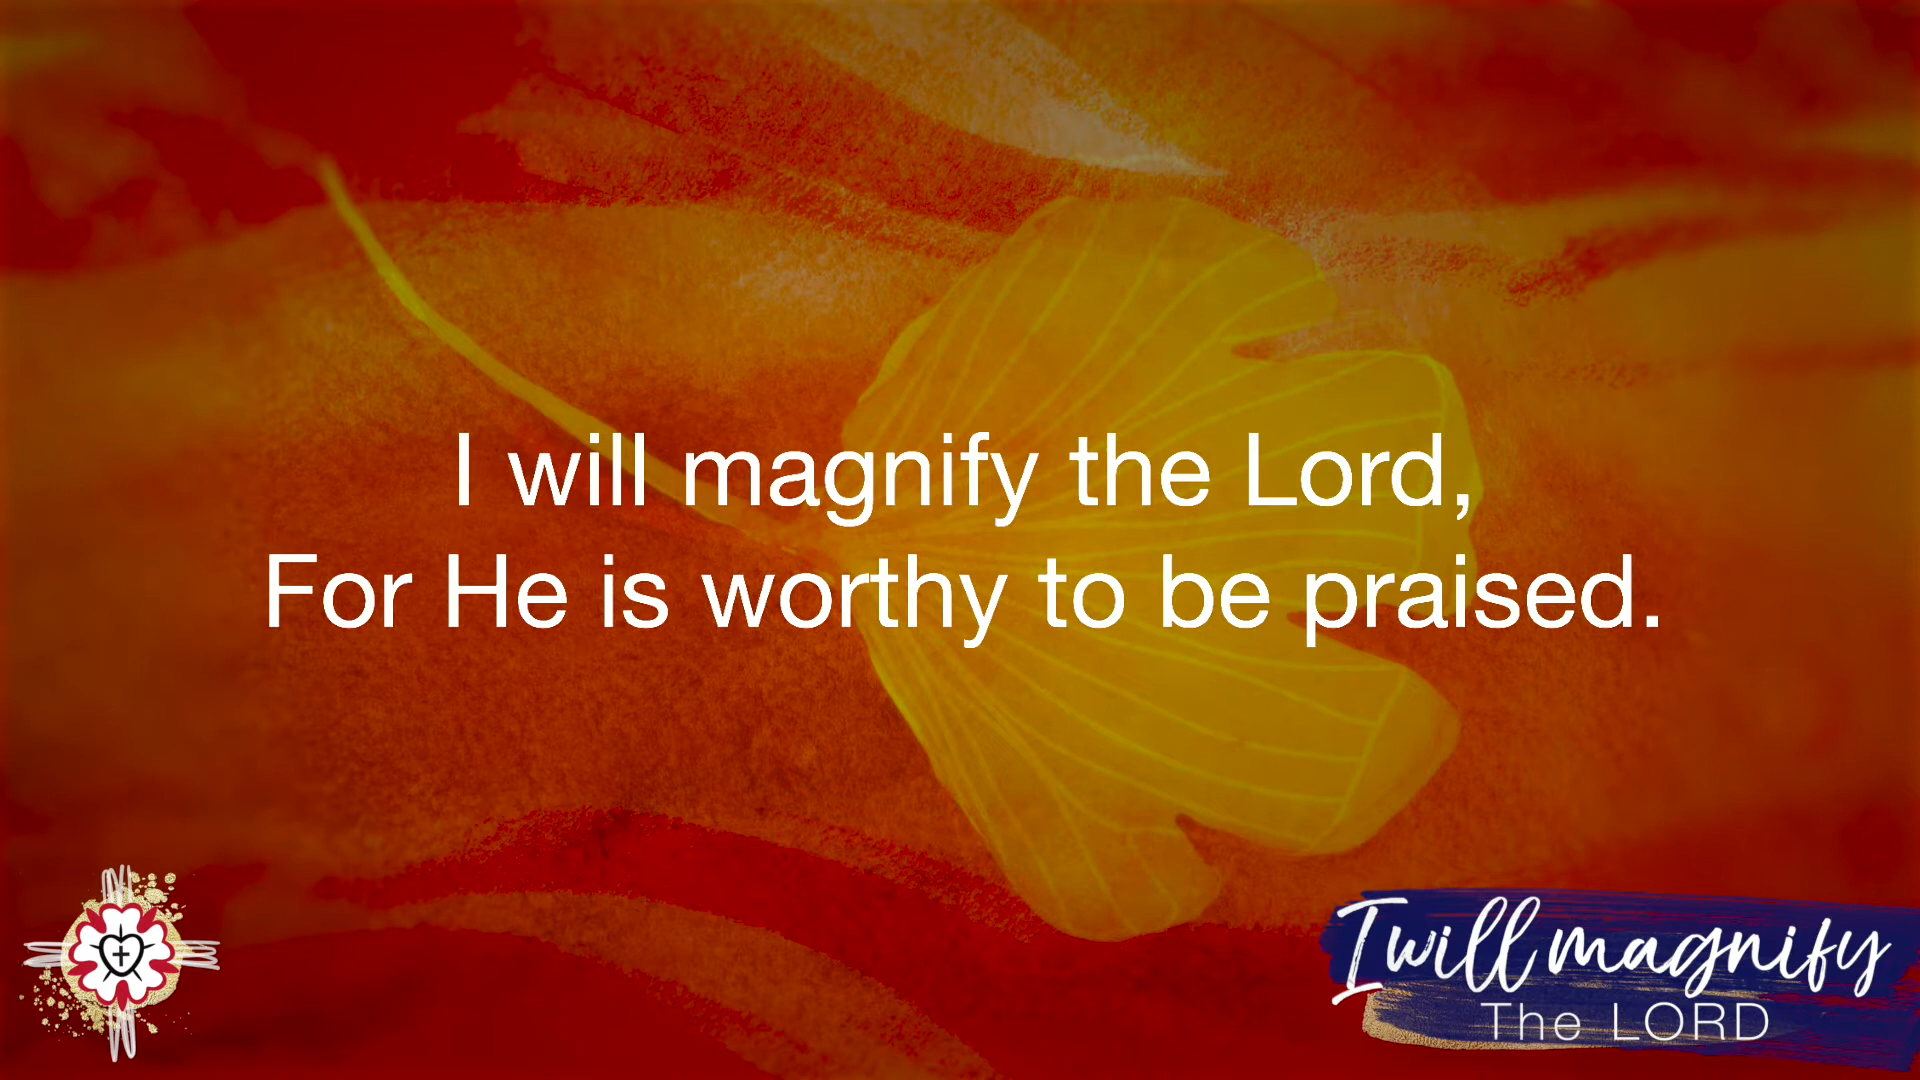 I will magnify the Lord,
For He is worthy to be praised.
I will magnify
The LORD